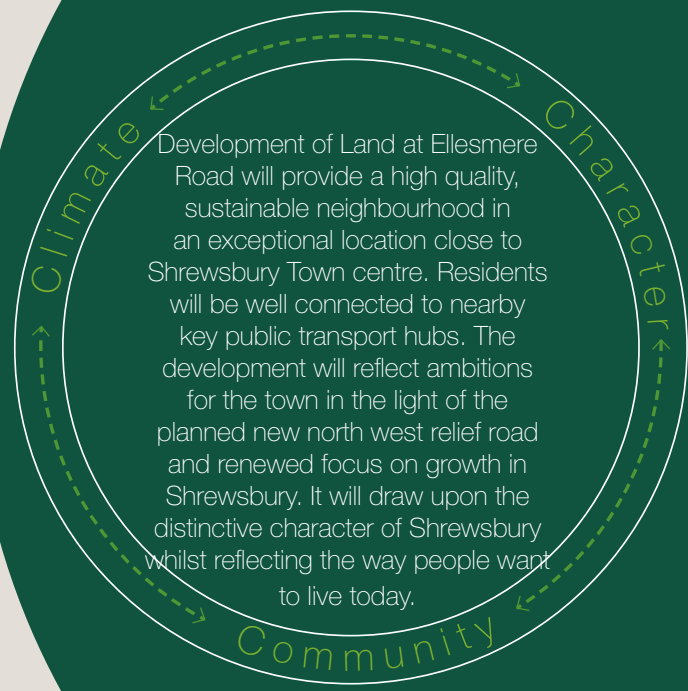 Climate
Character
Development of Land at Ellesmere
Road will provide a high quality,
sustainable neighbourhood in
an exceptional location close to
Shrewsbury Town centre. Residents
will be well connected to nearby
key public transport hubs. The
development will reflect ambitions
for the town in the light of the
planned new north west relief road
and renewed focus on growth in
Shrewsbury. It will draw upon the
distinctive character of Shrewsbury
whilst reflecting the way people want
to live today.
Community